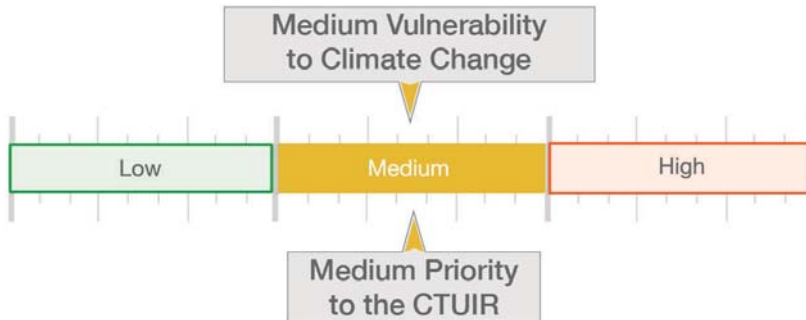 Medium Vulnerability
to Climate Change
Low
Medium
High
Medium Priority
to the CTUIR